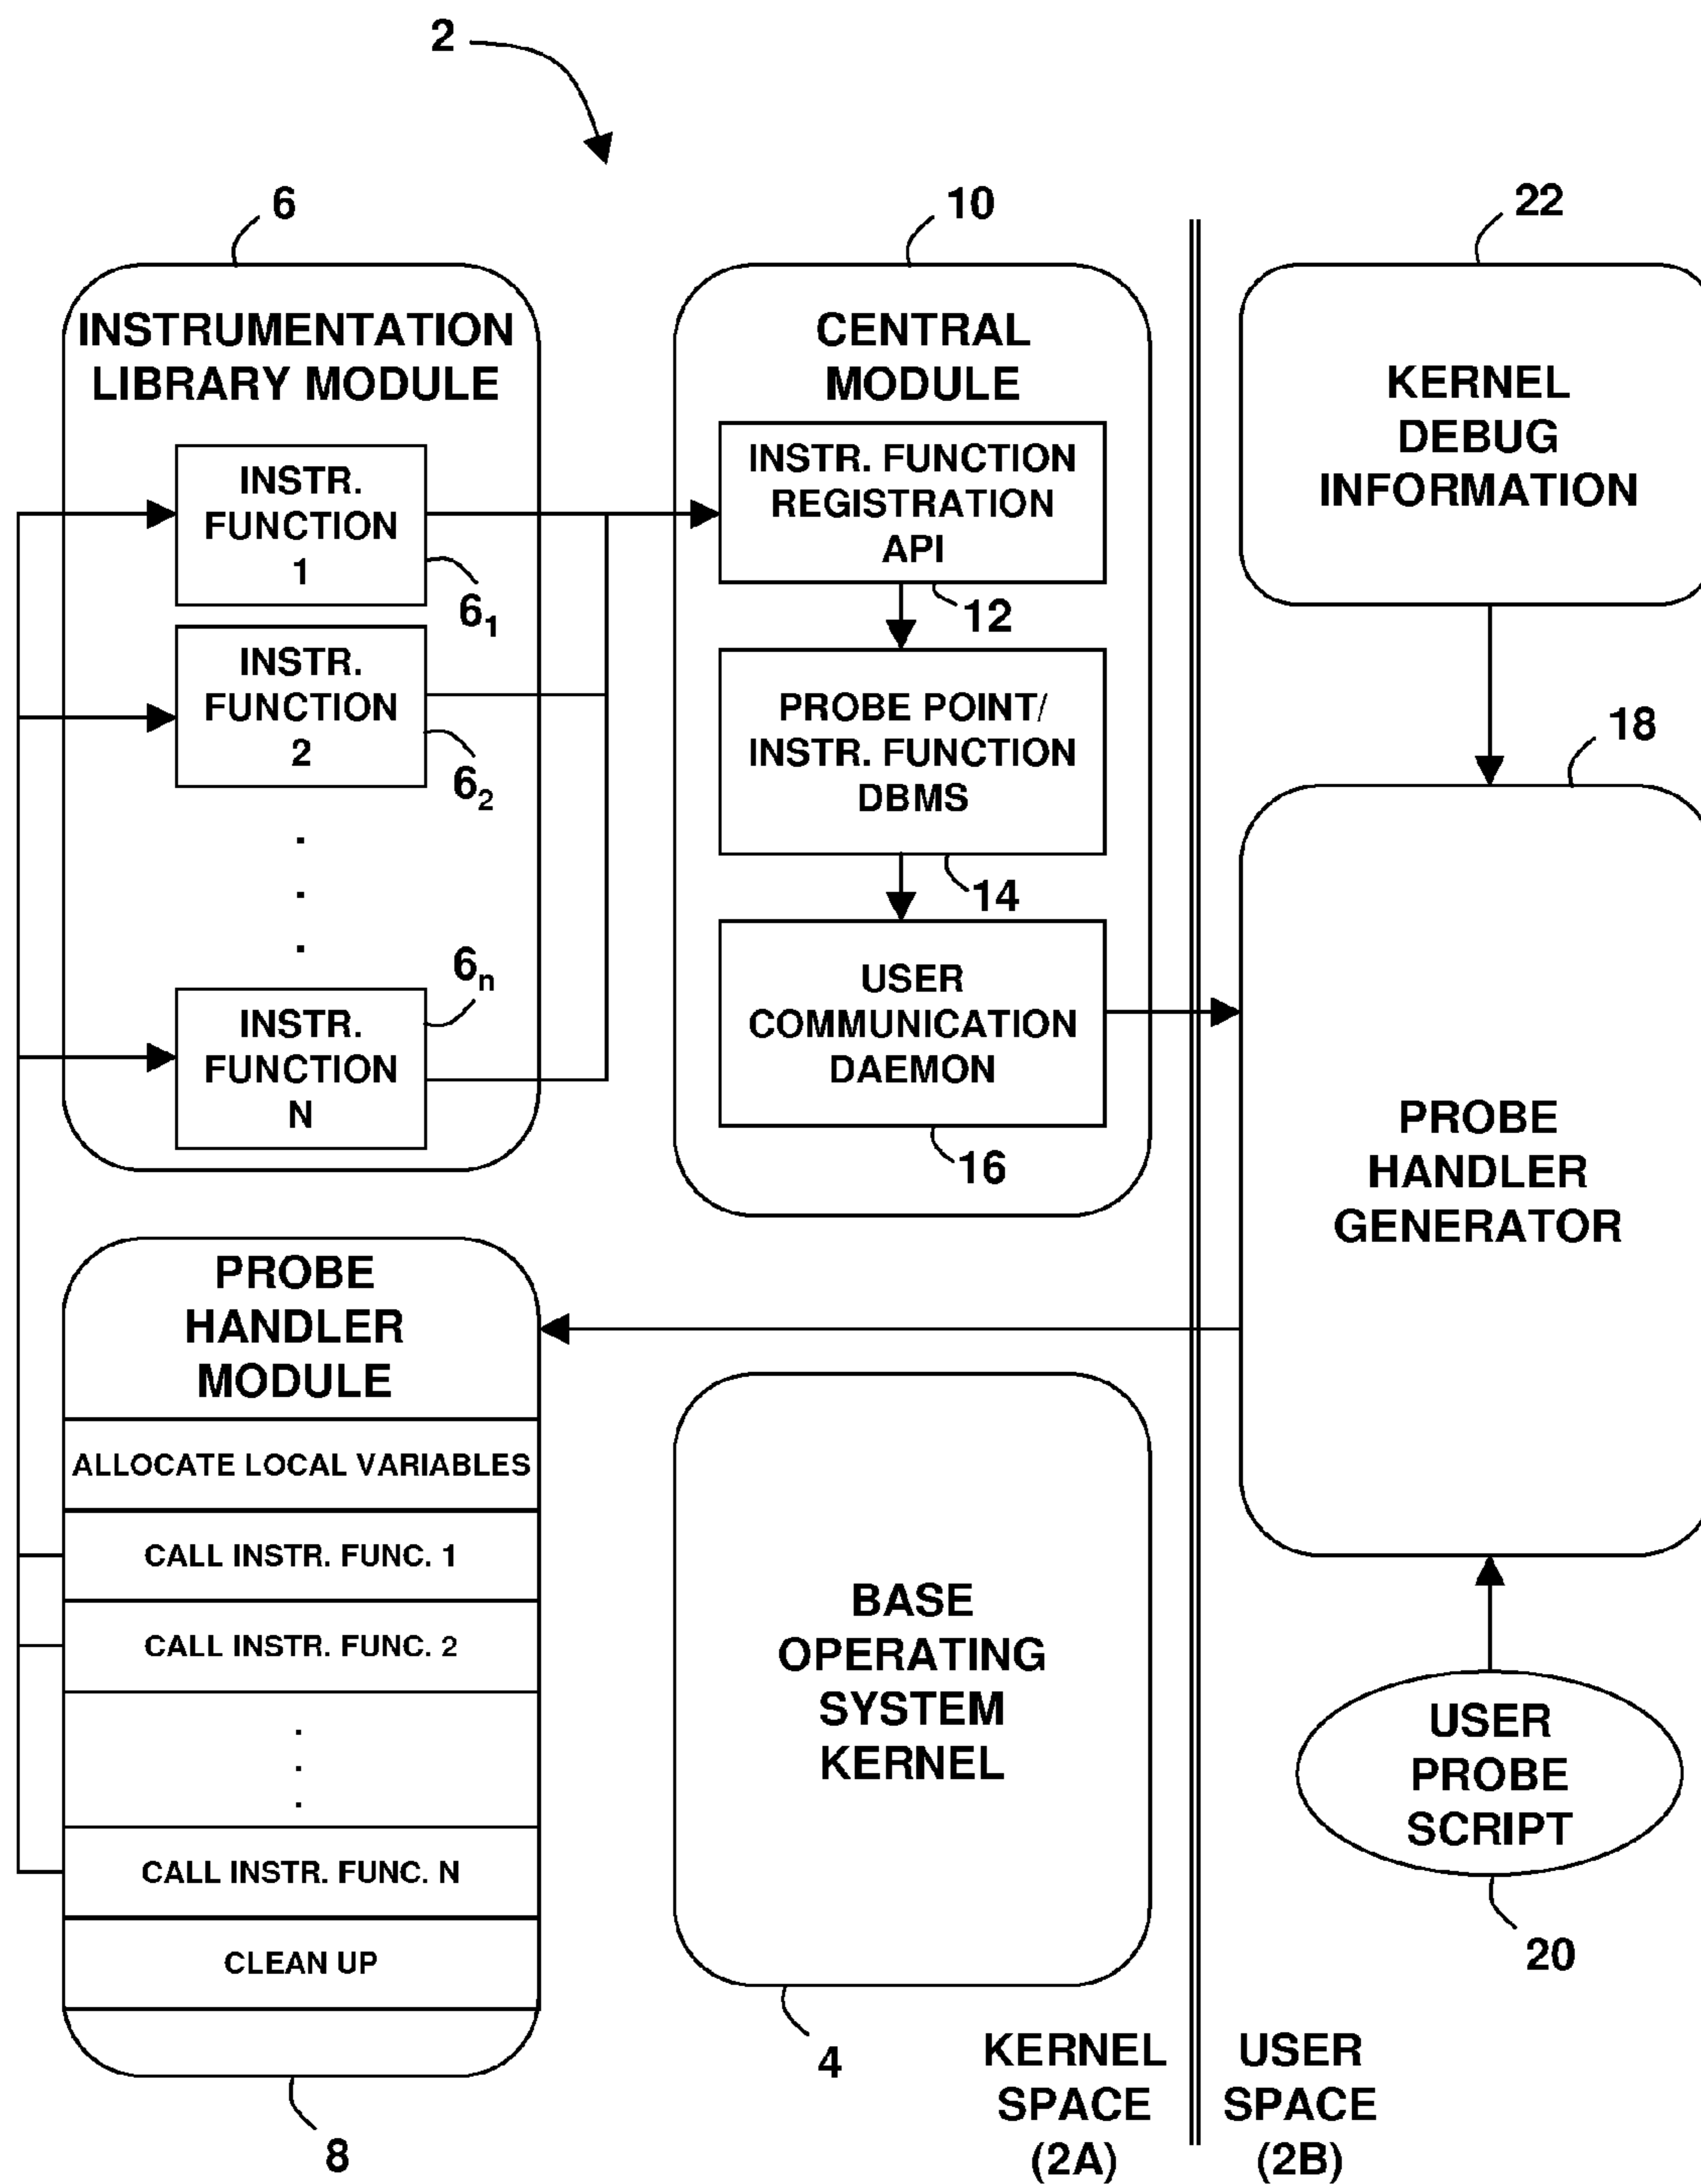 2
6
INSTRUMENTATION
LIBRARY MODULE
INSTR.
FUNCTION
1
6₁
INSTR.
FUNCTION
2
6₂
.
.
.
6ₙ
INSTR.
FUNCTION
N
10
CENTRAL
MODULE
INSTR. FUNCTION
REGISTRATION
API
12
PROBE POINT/
INSTR. FUNCTION
DBMS
14
USER
COMMUNICATION
DAEMON
16
22
KERNEL
DEBUG
INFORMATION
18
PROBE
HANDLER
GENERATOR
PROBE
HANDLER
MODULE
ALLOCATE LOCAL VARIABLES
CALL INSTR. FUNC. 1
CALL INSTR. FUNC. 2
.
.
.
CALL INSTR. FUNC. N
CLEAN UP
8
BASE
OPERATING
SYSTEM
KERNEL
4
USER
PROBE
SCRIPT
20
KERNEL
SPACE
(2A)
USER
SPACE
(2B)